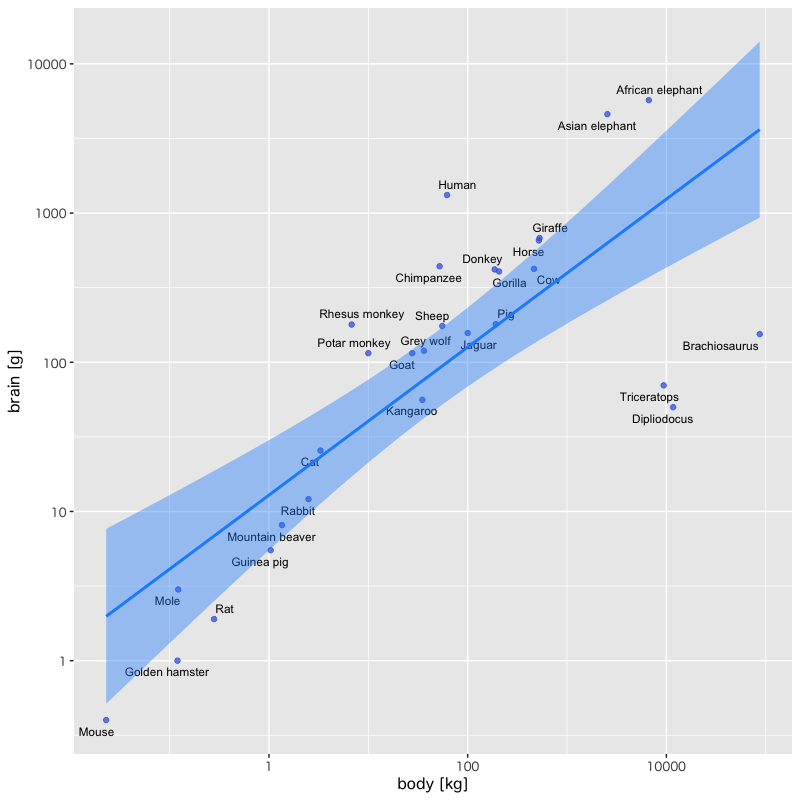 10000
1000
100
10
1
brain [g]
African elephant
Asian elephant
Human
Giraffe
Horse
Donkey
Chimpanzee
Gorilla
Cow
Rhesus monkey
Sheep
Pig
Potar monkey
Grey wolf
Jaguar
Brachiosaurus
Goat
Triceratops
Kangaroo
Dipliodocus
Cat
Rabbit
Mountain beaver
Guinea pig
Mole
Rat
Golden hamster
Mouse
1
100
10000
body [kg]